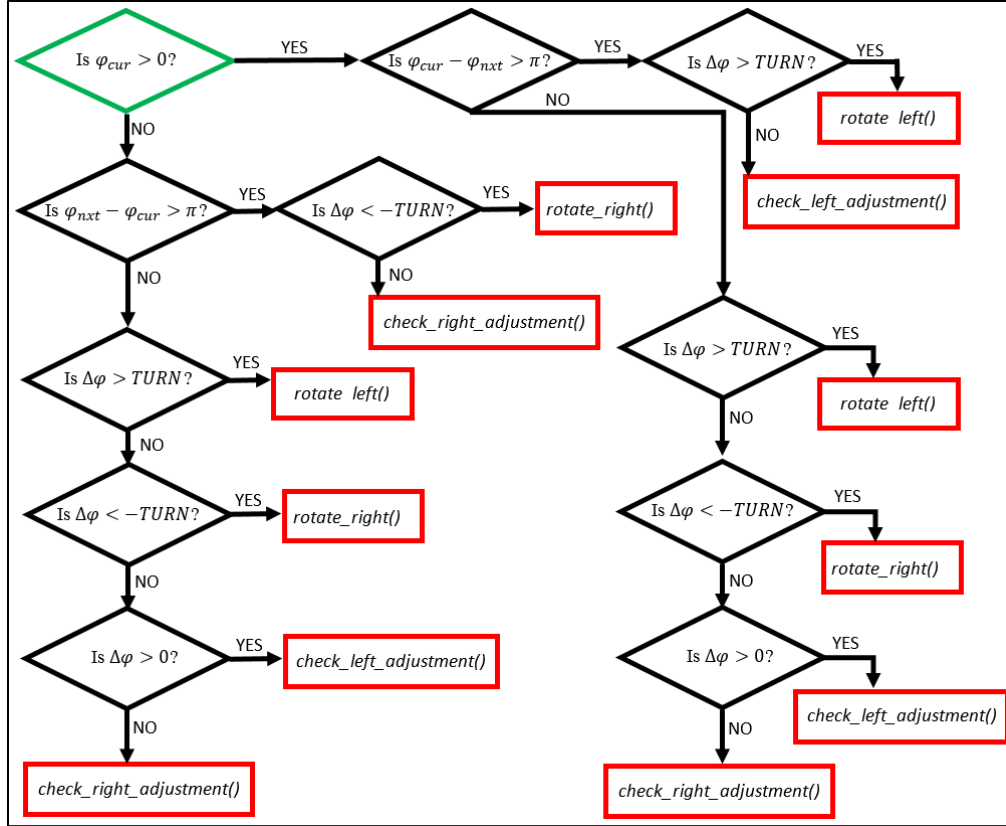 Is φcur > 0?
YES
Is φcur − φnxt > π?
YES
Is Δφ > TURN?
YES
rotate left()
NO
NO
NO
check_left_adjustment()
Is φnxt − φcur > π?
YES
Is Δφ < −TURN?
YES
rotate_right()
NO
NO
check_right_adjustment()
Is Δφ > TURN?
YES
rotate left()
Is Δφ > TURN?
YES
rotate left()
NO
NO
Is Δφ < −TURN?
YES
rotate_right()
Is Δφ < −TURN?
YES
rotate_right()
NO
NO
Is Δφ > 0?
YES
check_left_adjustment()
Is Δφ > 0?
YES
check_left_adjustment()
NO
NO
check_right_adjustment()
check_right_adjustment()